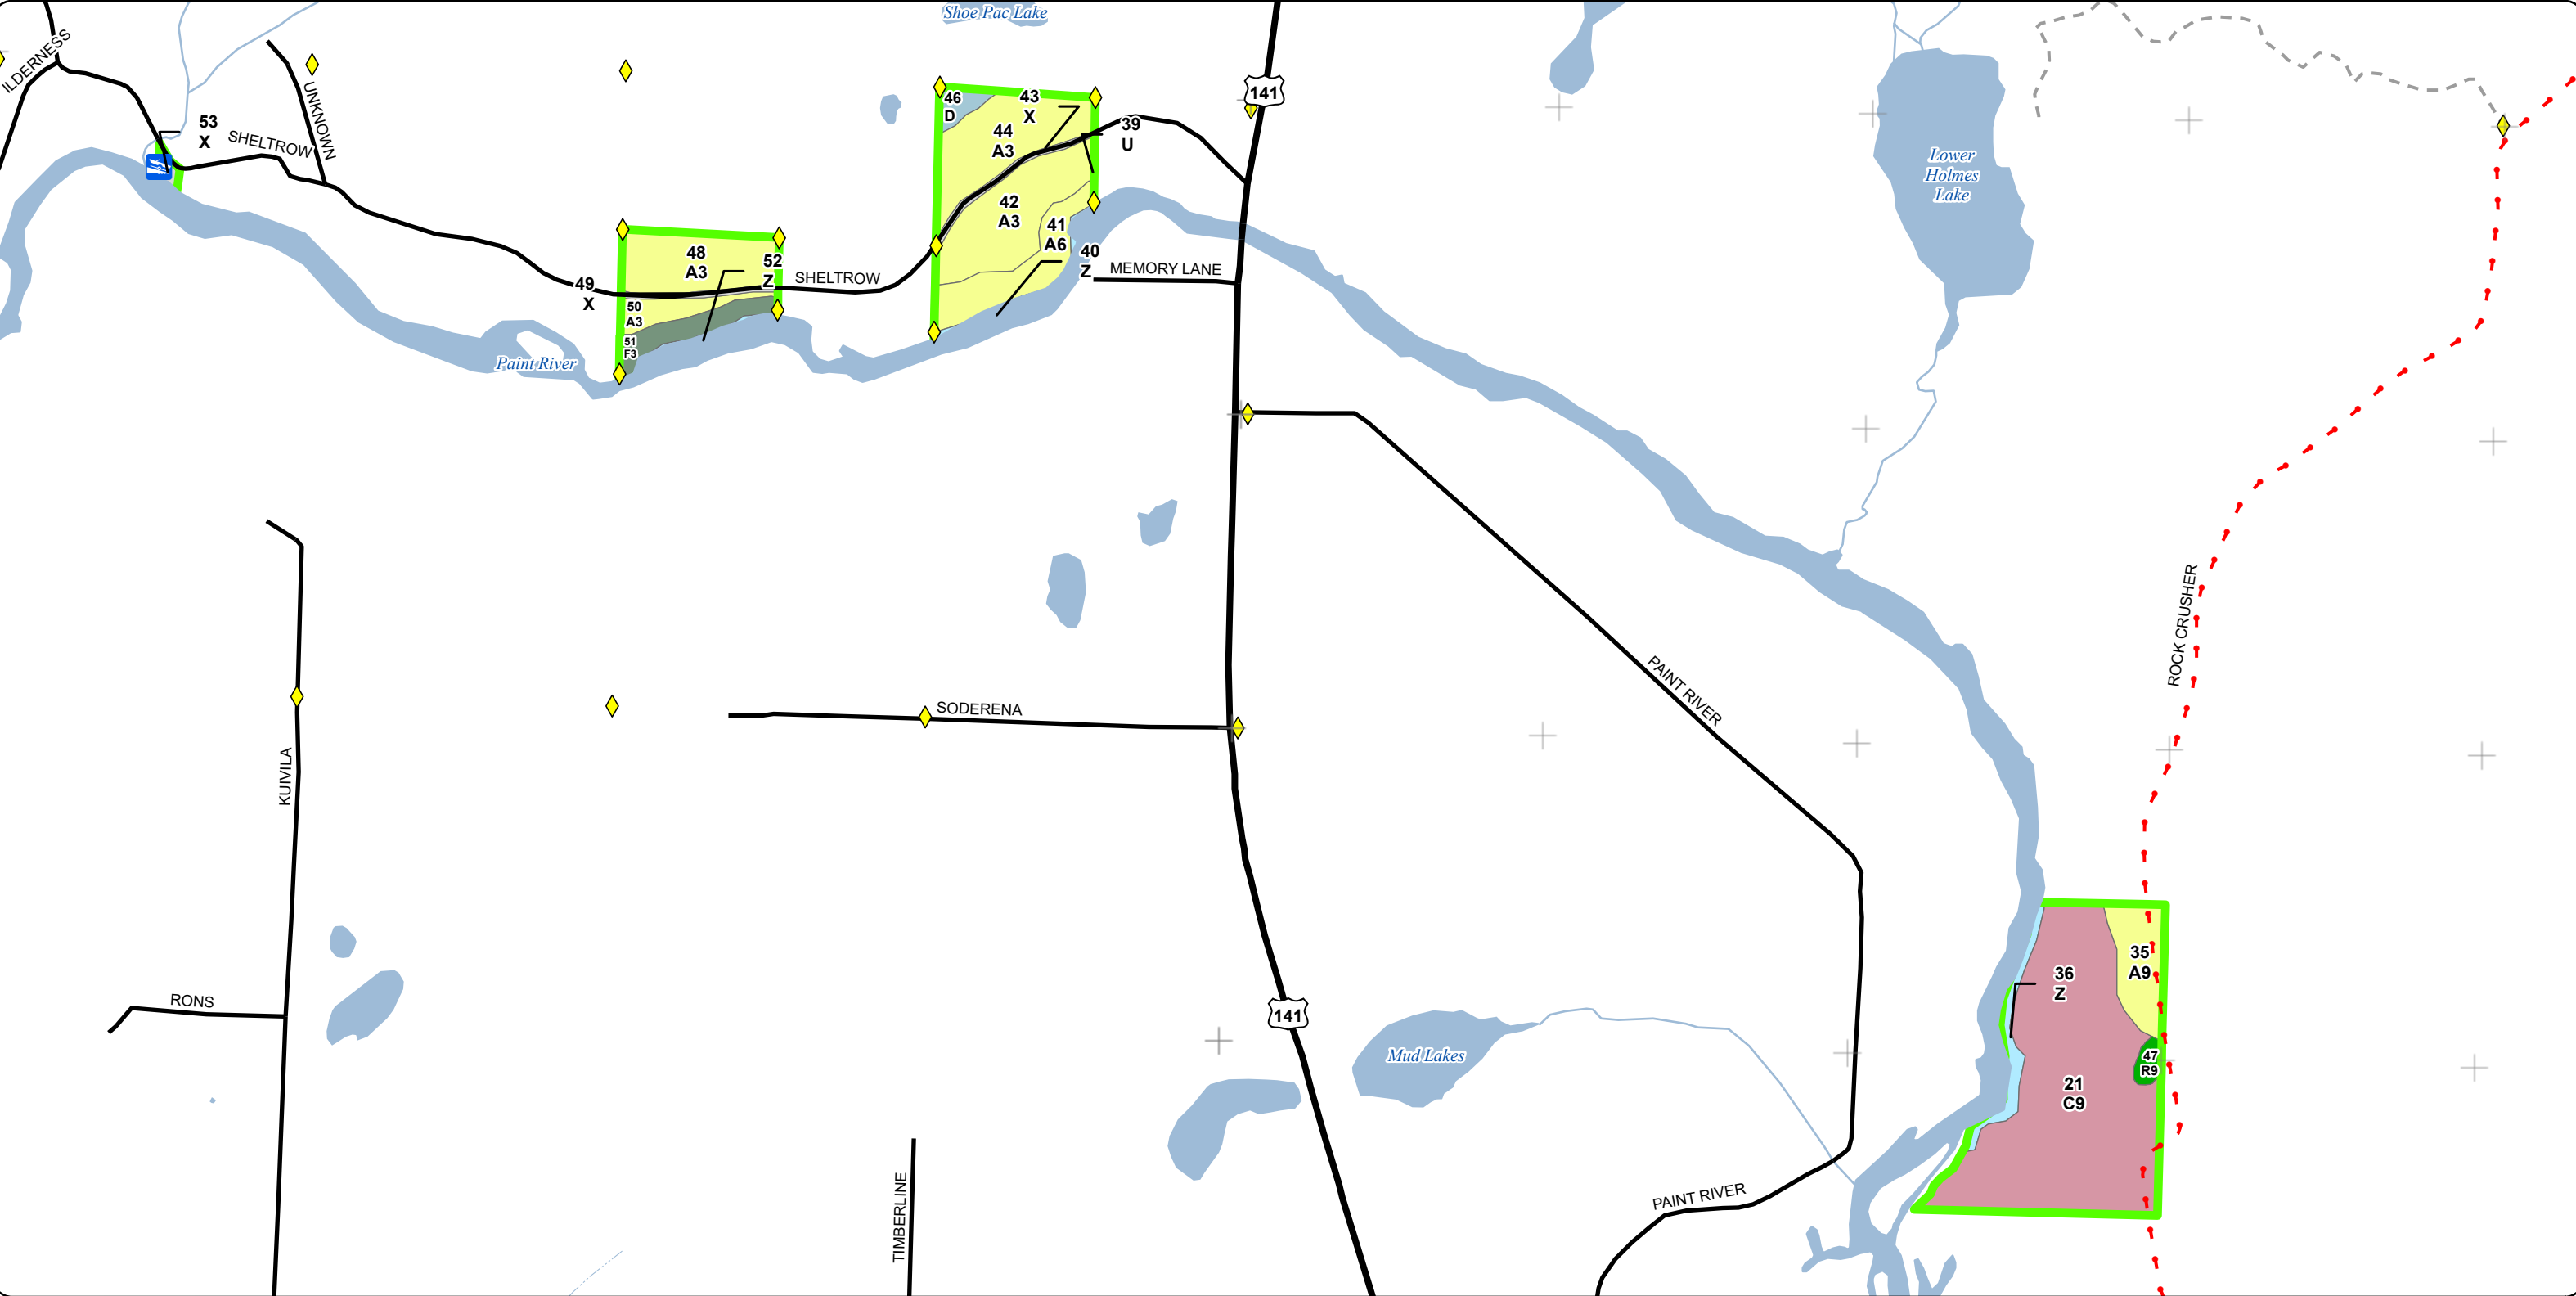 Shoe Pac Lake
ILDERNESS
UNKNOWN
53
X
SHELTROW
46
D
43
X
44
A3
39
U
141
42
A3
41
A6
40
Z
MEMORY LANE
48
A3
52
Z
SHELTROW
49
X
50
A3
51
F3
Paint River
Lower
Holmes
Lake
ROCK CRUSHER
PAINT RIVER
SODERENA
KUIVILA
RONS
141
Mud Lakes
35
A9
36
Z
47
R9
21
C9
PAINT RIVER
TIMBERLINE